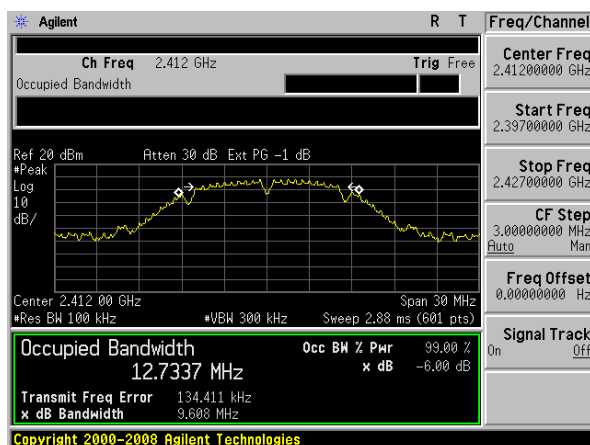 Agilent R T Freq/Channel
Ch Freq 2.412 GHz Trig Free
Occupied Bandwidth
Center Freq
2.41200000 GHz
Start Freq
2.39700000 GHz
Stop Freq
2.42700000 GHz
CF Step
3.00000000 MHz
Auto Man
Freq Offset
0.00000000 Hz
Signal Track
On Off
Ref 20 dBm Atten 30 dB Ext PG -1 dB
#Peak
Log
10
dB/
Center 2.412 00 GHz Span 30 MHz
#Res BW 100 kHz #VBW 300 kHz Sweep 2.88 ms (601 pts)
Occupied Bandwidth Occ BW % Pwr 99.00 %
12.7337 MHz x dB -6.00 dB
Transmit Freq Error 134.411 kHz
x dB Bandwidth 9.608 MHz
Copyright 2000-2008 Agilent Technologies